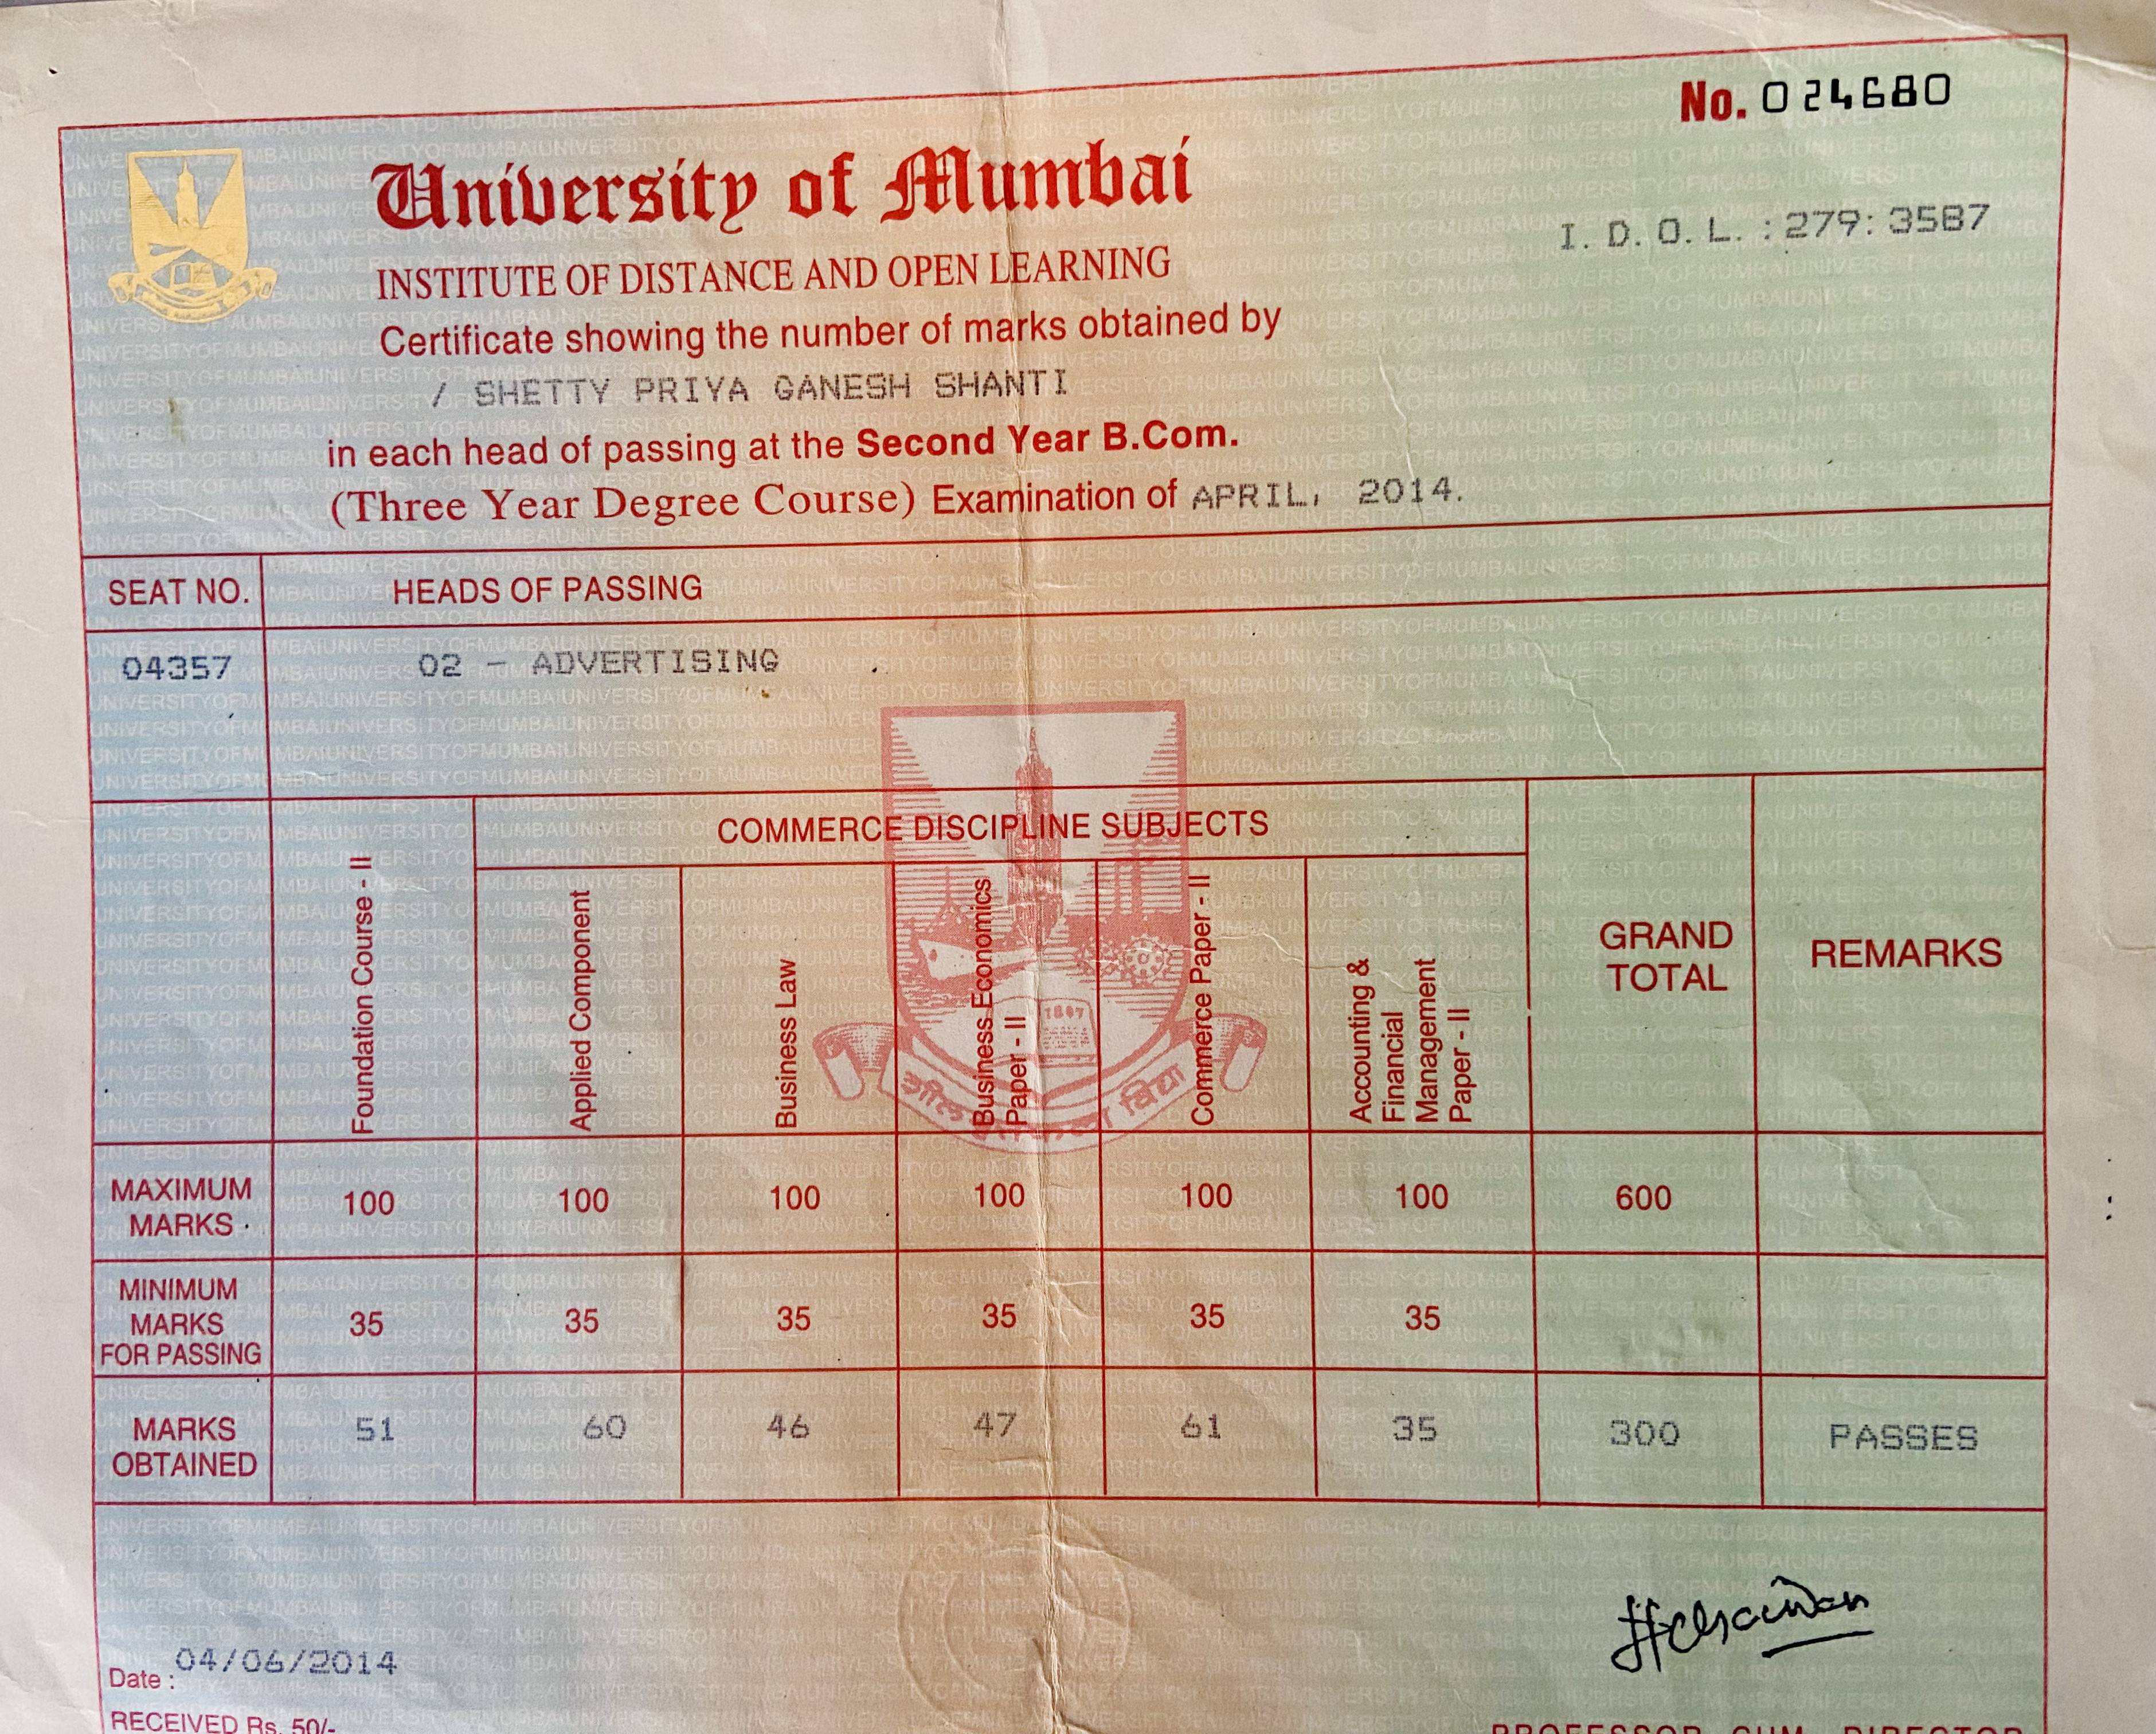 No. 024680
University of Mumbai
I. D. O. L. : 279: 3587
INSTITUTE OF DISTANCE AND OPEN LEARNING
Certificate showing the number of marks obtained by
/ SHETTY PRIYA GANESH SHANTI
in each head of passing at the Second Year B.Com.
(Three Year Degree Course) Examination of APRIL, 2014.
SEAT NO. HEADS OF PASSING
04357 02 - ADVERTISING
COMMERCE DISCIPLINE SUBJECTS
Foundation Course - II
Applied Component
Business Law
Business Economics
Paper - II
Commerce Paper - II
Accounting &
Financial
Management
Paper - II
GRAND
TOTAL
REMARKS
MAXIMUM
MARKS 100 100 100 100 100 100 600
MINIMUM
MARKS 35 35 35 35 35 35
FOR PASSING
MARKS
OBTAINED 51 60 46 47 61 35 300 PASSES
Date : 04/06/2014
RECEIVED Rs. 50/-
PROFESSOR CUM DIRECTOR